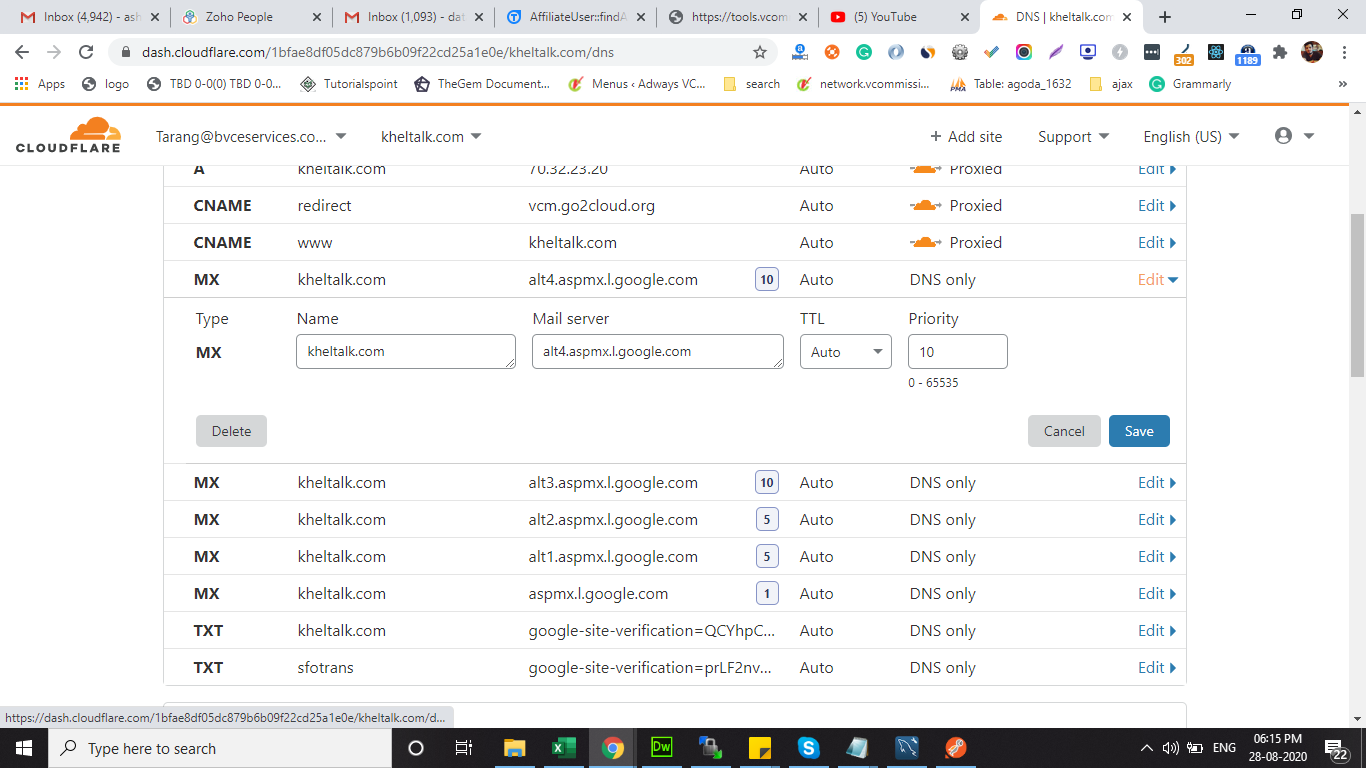 Inbox (4,942) - ash
Zoho People
Inbox (1,093) - dat
AffiliateUser::findA
https://tools.vcomr
(5) YouTube
DNS | kheltalk.com
dash.cloudflare.com/1bfae8df05dc879b6b09f22cd25a1e0e/kheltalk.com/dns
302
1189
Apps
logo
TBD 0-0(0) TBD 0-0...
Tutorialspoint
TheGem Document...
Menus ‹ Adways VC...
search
network.vcommissi...
PMA
Table: agoda_1632
ajax
Grammarly
»
CLOUDFLARE
Tarang@bvceservices.co...
kheltalk.com
+ Add site
Support
English (US)
A kheltalk.com 70.32.23.20 Auto Proxied Edit
CNAME redirect vcm.go2cloud.org Auto Proxied Edit
CNAME www kheltalk.com Auto Proxied Edit
MX kheltalk.com alt4.aspmx.l.google.com 10 Auto DNS only Edit
Type Name Mail server TTL Priority
MX kheltalk.com alt4.aspmx.l.google.com Auto 10
0 - 65535
Delete Cancel Save
MX kheltalk.com alt3.aspmx.l.google.com 10 Auto DNS only Edit
MX kheltalk.com alt2.aspmx.l.google.com 5 Auto DNS only Edit
MX kheltalk.com alt1.aspmx.l.google.com 5 Auto DNS only Edit
MX kheltalk.com aspmx.l.google.com 1 Auto DNS only Edit
TXT kheltalk.com google-site-verification=QCYhpC... Auto DNS only Edit
TXT sfotrans google-site-verification=prLF2nv... Auto DNS only Edit
https://dash.cloudflare.com/1bfae8df05dc879b6b09f22cd25a1e0e/kheltalk.com/d...
Type here to search
Dw
ENG
06:15 PM
28-08-2020
22